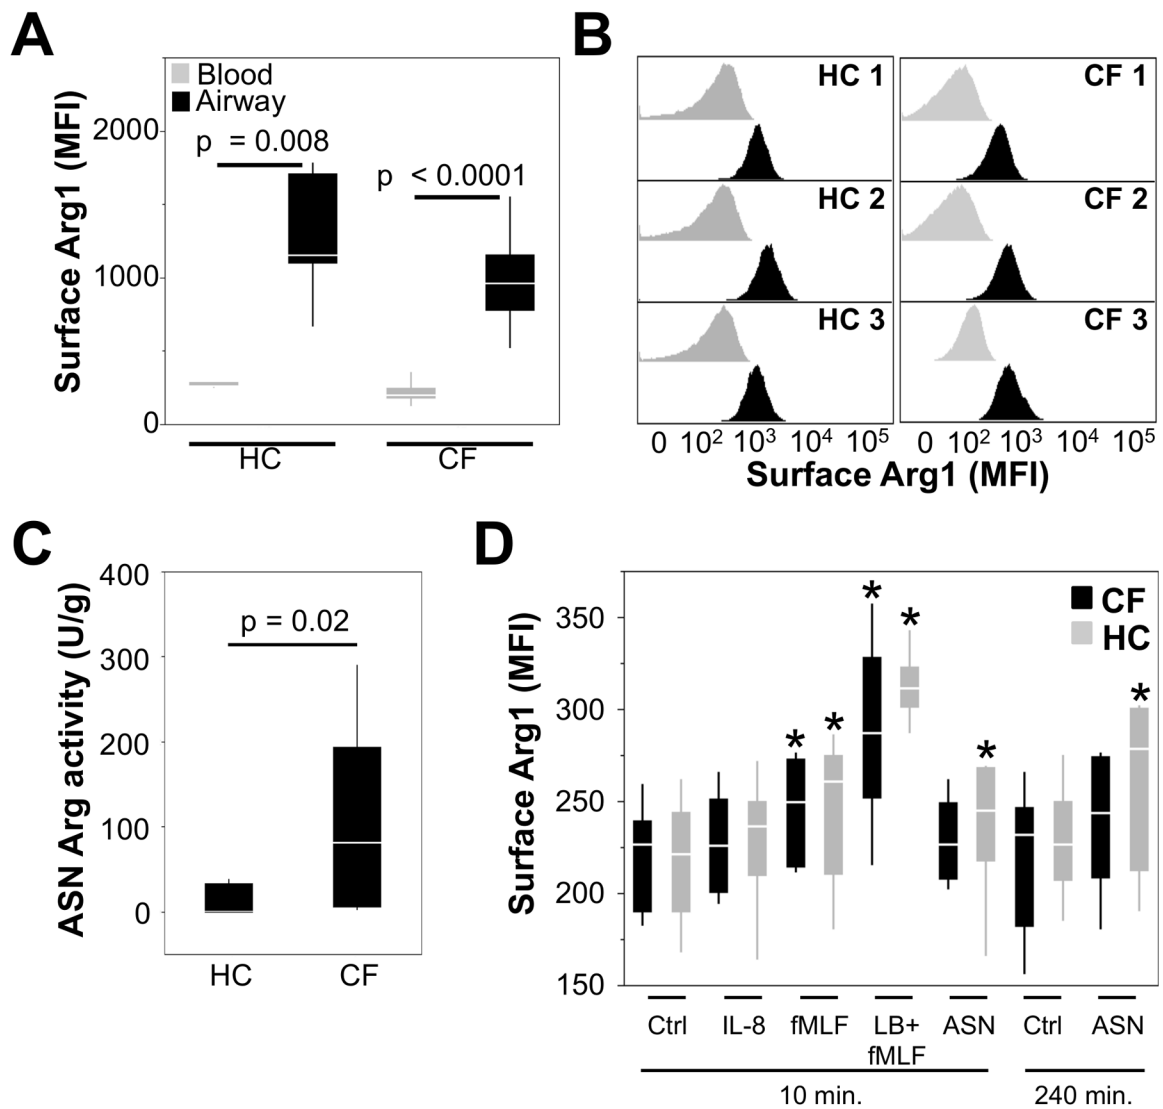 A
Surface Arg1 (MFI)
Blood
Airway
2000
1000
0
p = 0.008
p < 0.0001
HC
CF
B
HC 1
CF 1
HC 2
CF 2
HC 3
CF 3
0 10² 10³ 10⁴ 10⁵
0 10² 10³ 10⁴ 10⁵
Surface Arg1 (MFI)
C
ASN Arg activity (U/g)
400
300
200
100
0
p = 0.02
HC
CF
D
Surface Arg1 (MFI)
350
300
250
200
150
CF
HC
*
*
*
*
*
*
Ctrl
IL-8
fMLF
LB+
fMLF
ASN
Ctrl
ASN
10 min.
240 min.